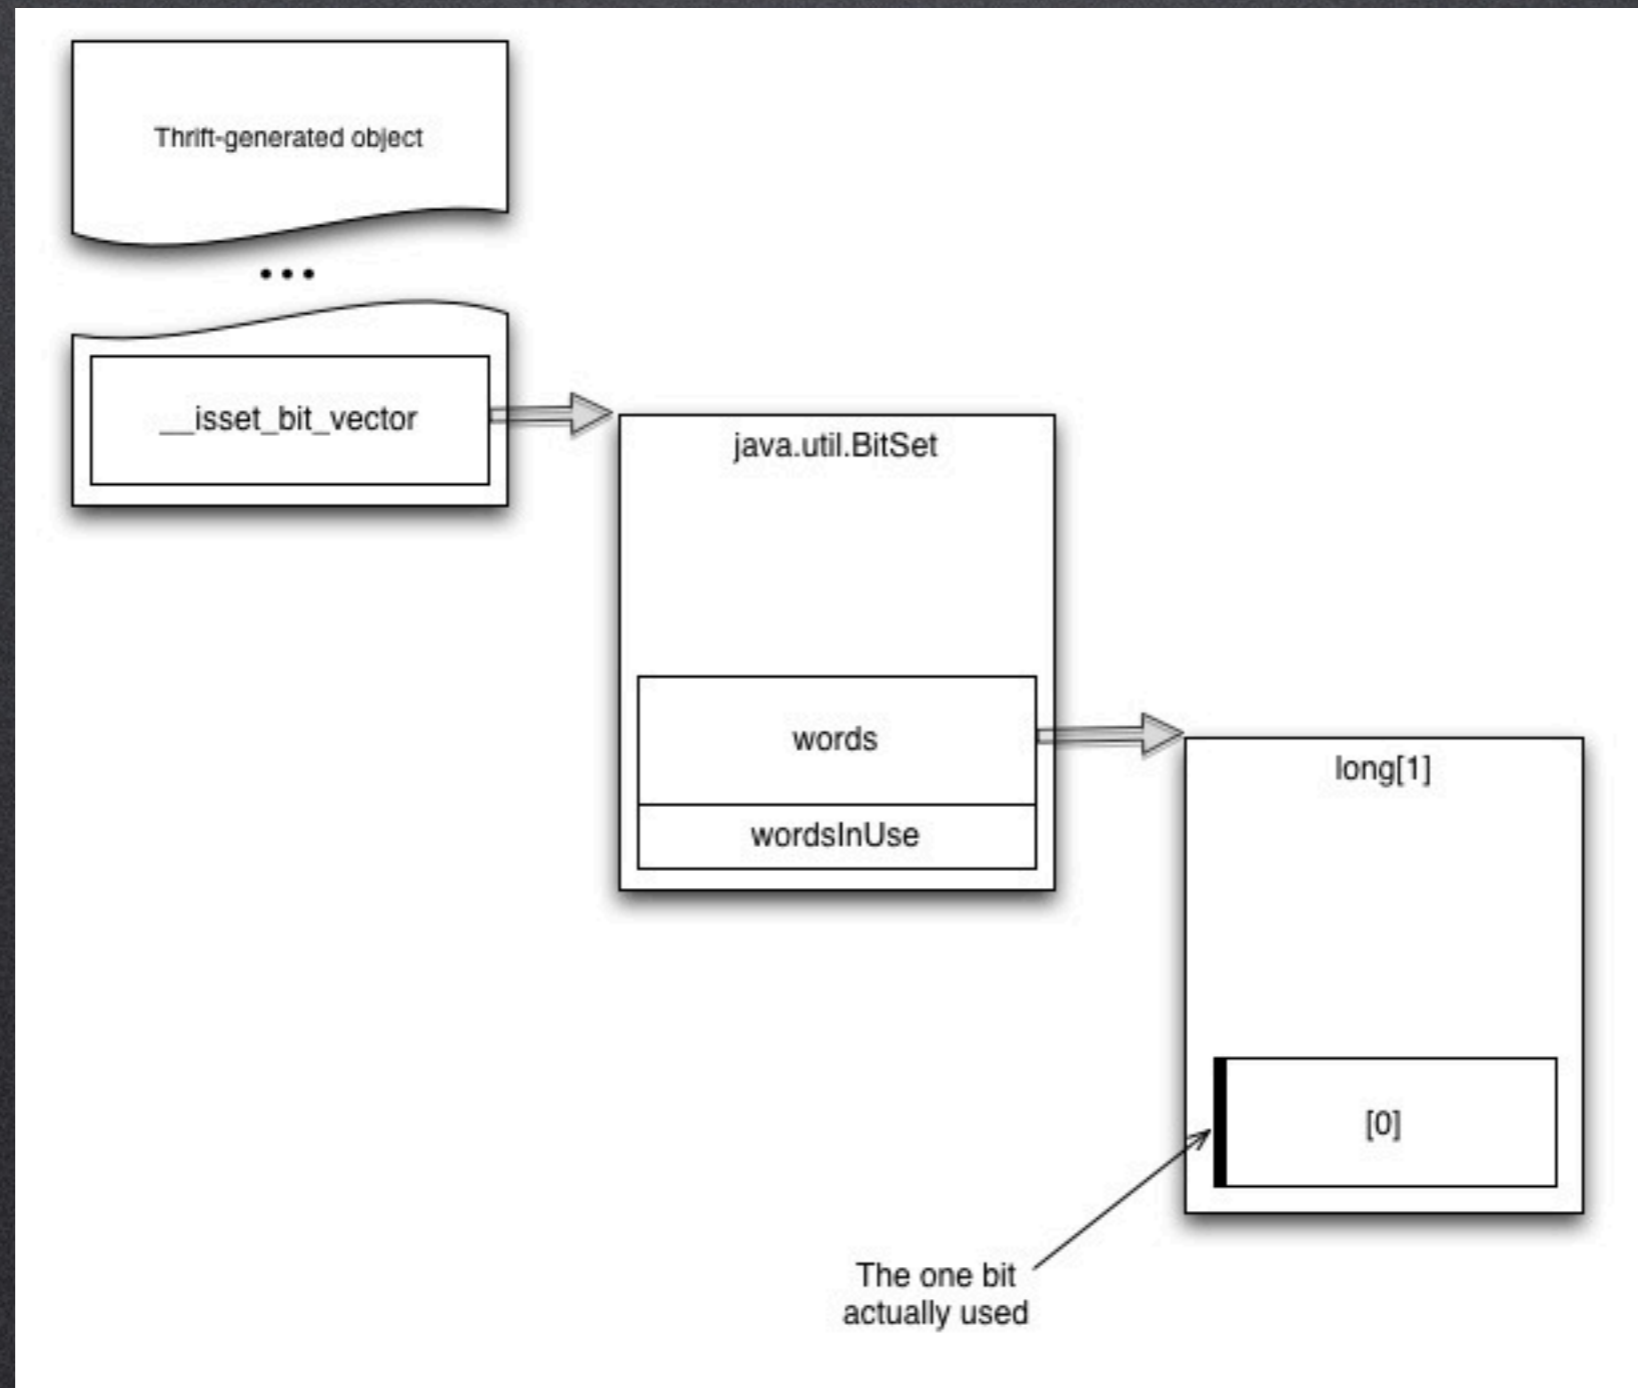 Thrift-generated object
...
__isset_bit_vector
java.util.BitSet
words
wordsInUse
long[1]
[0]
The one bit
actually used